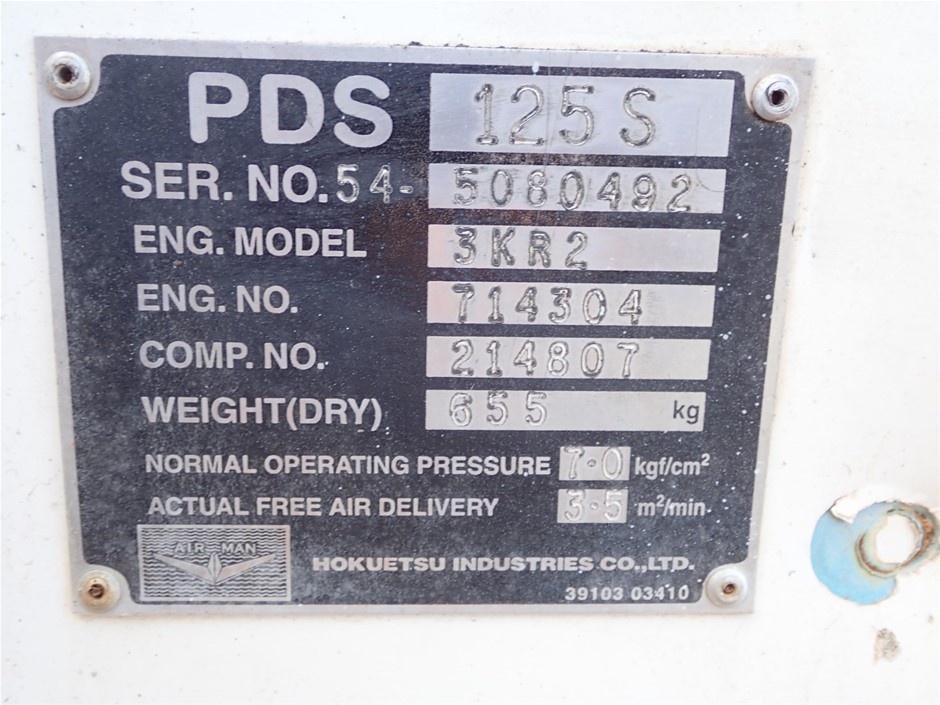 PDS 125S
SER. NO. 54- 5080492
ENG. MODEL 3KR2
ENG. NO. 714304
COMP. NO. 214807
WEIGHT(DRY) 655 kg
NORMAL OPERATING PRESSURE 7.0 kgf/cm²
ACTUAL FREE AIR DELIVERY 3.5 m²/min.
AIR MAN
HOKUETSU INDUSTRIES CO.,LTD.
39103 03410